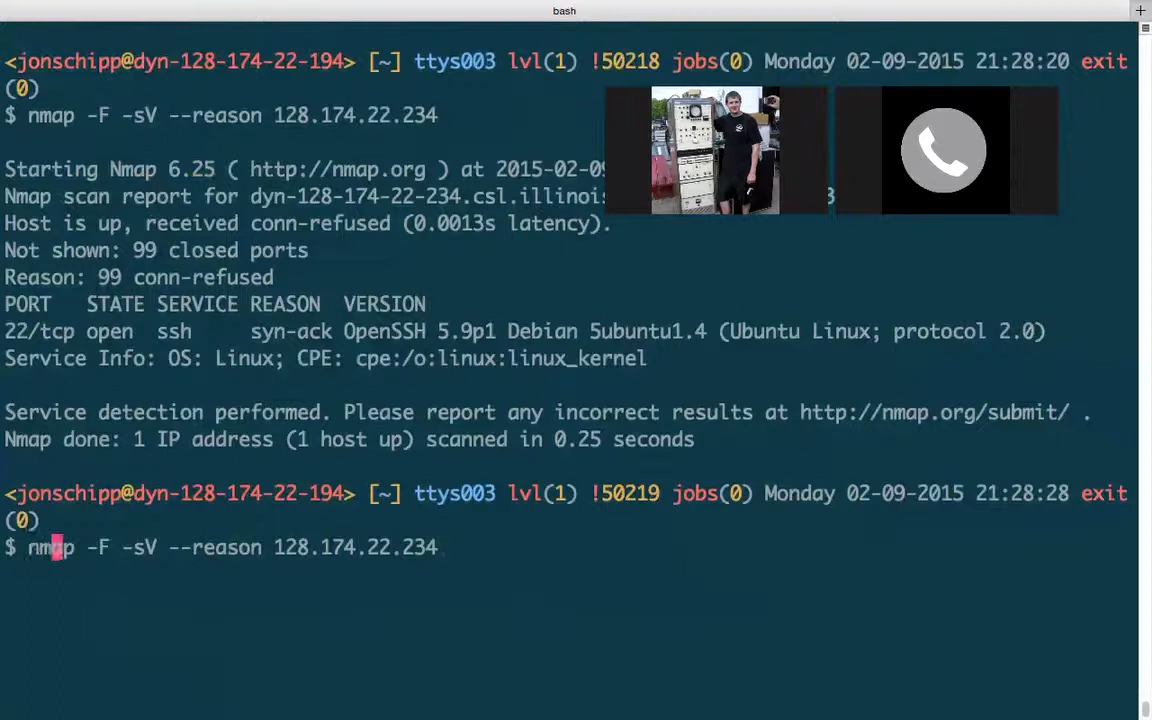 bash
<jonschipp@dyn-128-174-22-194> [~] ttys003 lvl(1) !50218 jobs(0) Monday 02-09-2015 21:28:20 exit
(0)
$ nmap -F -sV --reason 128.174.22.234
Starting Nmap 6.25 ( http://nmap.org ) at 2015-02-09
Nmap scan report for dyn-128-174-22-234.csl.illinois
Host is up, received conn-refused (0.0013s latency).
Not shown: 99 closed ports
Reason: 99 conn-refused
PORT   STATE SERVICE REASON  VERSION
22/tcp open  ssh     syn-ack OpenSSH 5.9p1 Debian 5ubuntu1.4 (Ubuntu Linux; protocol 2.0)
Service Info: OS: Linux; CPE: cpe:/o:linux:linux_kernel
Service detection performed. Please report any incorrect results at http://nmap.org/submit/ .
Nmap done: 1 IP address (1 host up) scanned in 0.25 seconds
<jonschipp@dyn-128-174-22-194> [~] ttys003 lvl(1) !50219 jobs(0) Monday 02-09-2015 21:28:28 exit
(0)
$ nmap -F -sV --reason 128.174.22.234